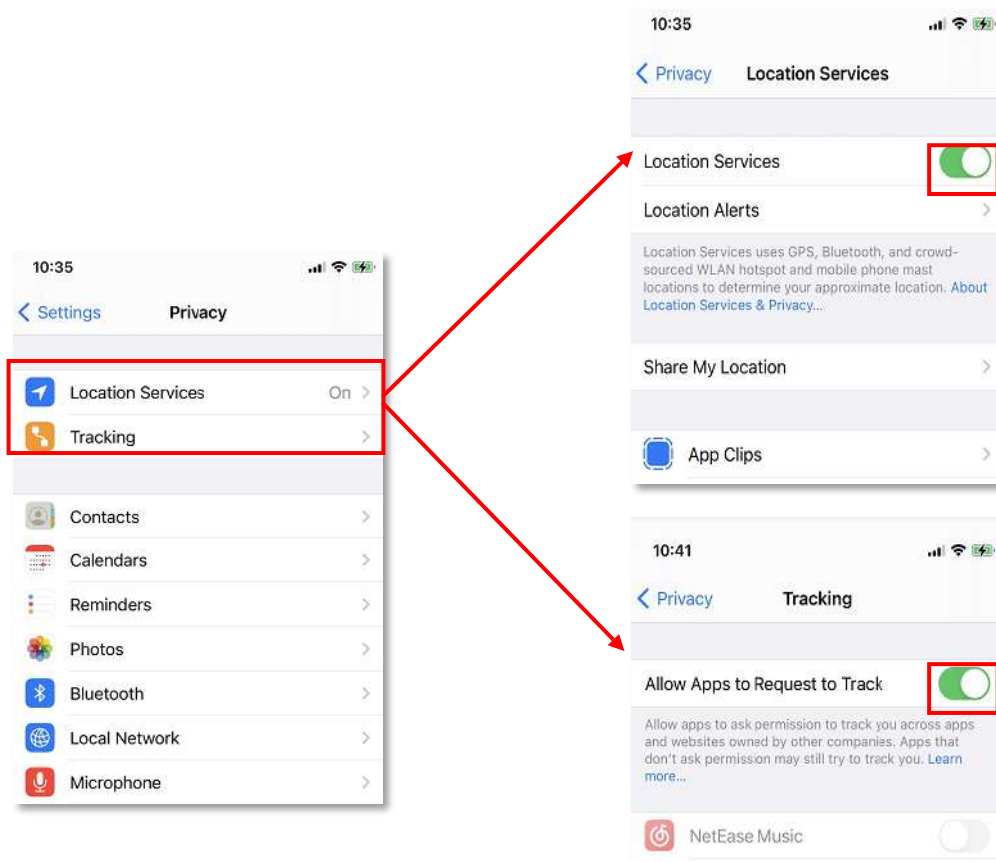 10:35
Settings
Privacy
Location Services
On
Tracking
Contacts
Calendars
Reminders
Photos
Bluetooth
Local Network
Microphone
10:35
Privacy
Location Services
Location Services
Location Alerts
Location Services uses GPS, Bluetooth, and crowd-
sourced WLAN hotspot and mobile phone mast
locations to determine your approximate location. About
Location Services & Privacy...
Share My Location
App Clips
10:41
Privacy
Tracking
Allow Apps to Request to Track
Allow apps to ask permission to track you across apps
and websites owned by other companies. Apps that
don't ask permission may still try to track you. Learn
more...
NetEase Music